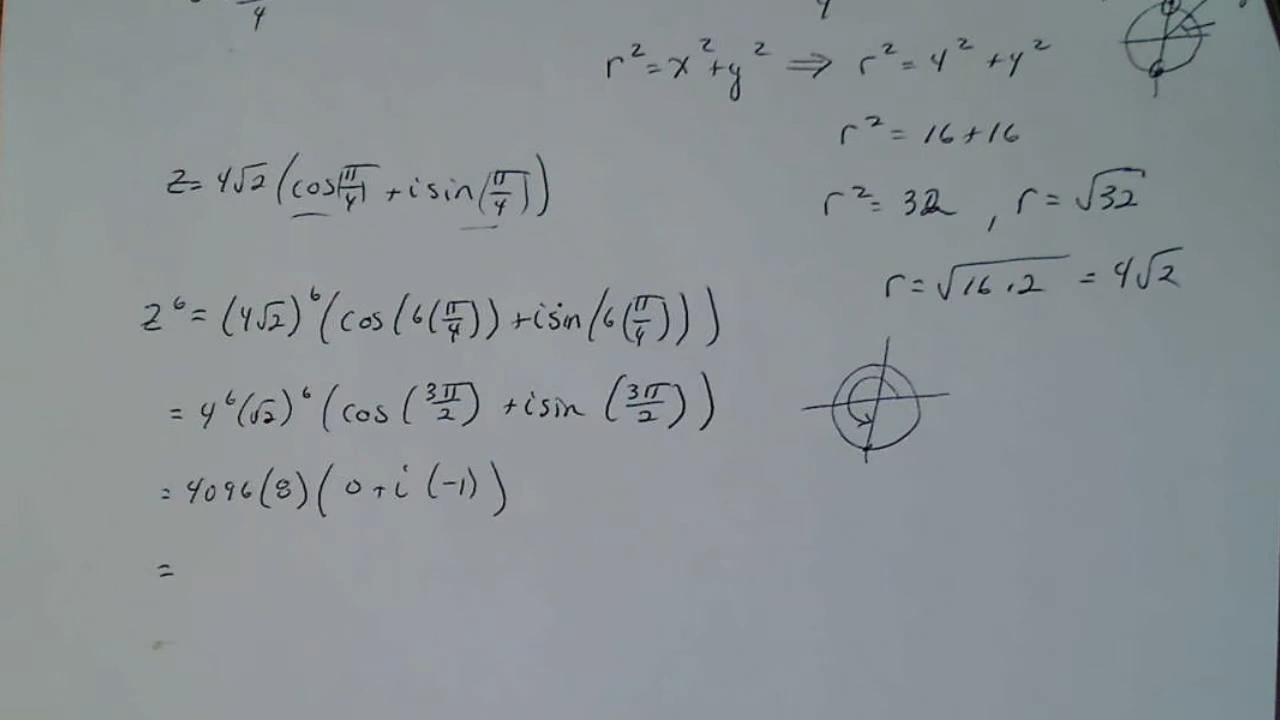 4
r² = x² + y² ⇒ r² = 4² + 4²
r² = 16 + 16
z = 4√2 (cos(π/4) + i sin(π/4))
r² = 32 , r = √32
r = √16·2 = 4√2
z⁶ = (4√2)⁶ (cos(6(π/4)) + i sin(6(π/4)))
= 4⁶(√2)⁶ (cos(3π/2) + i sin(3π/2))
= 4096(8)(0 + i(-1))
=